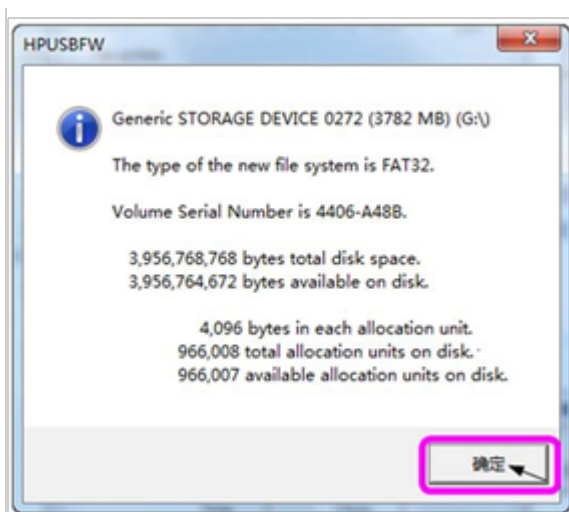 HPUSBFW
Generic STORAGE DEVICE 0272 (3782 MB) (G:\)
The type of the new file system is FAT32.
Volume Serial Number is 4406-A48B.
3,956,768,768 bytes total disk space.
3,956,764,672 bytes available on disk.
4,096 bytes in each allocation unit.
966,008 total allocation units on disk.
966,007 available allocation units on disk.
确定